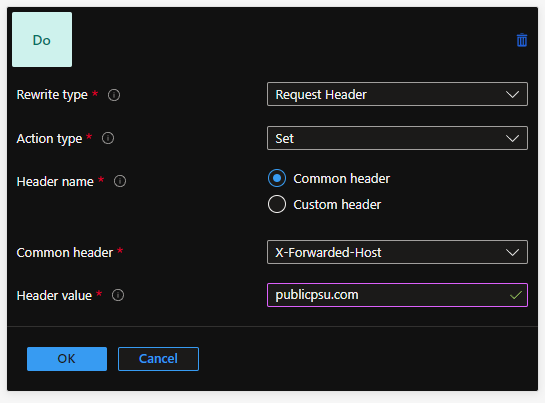 Do
Rewrite type *
Request Header
Action type *
Set
Header name *
Common header
Custom header
Common header *
X-Forwarded-Host
Header value *
publicpsu.com
OK
Cancel